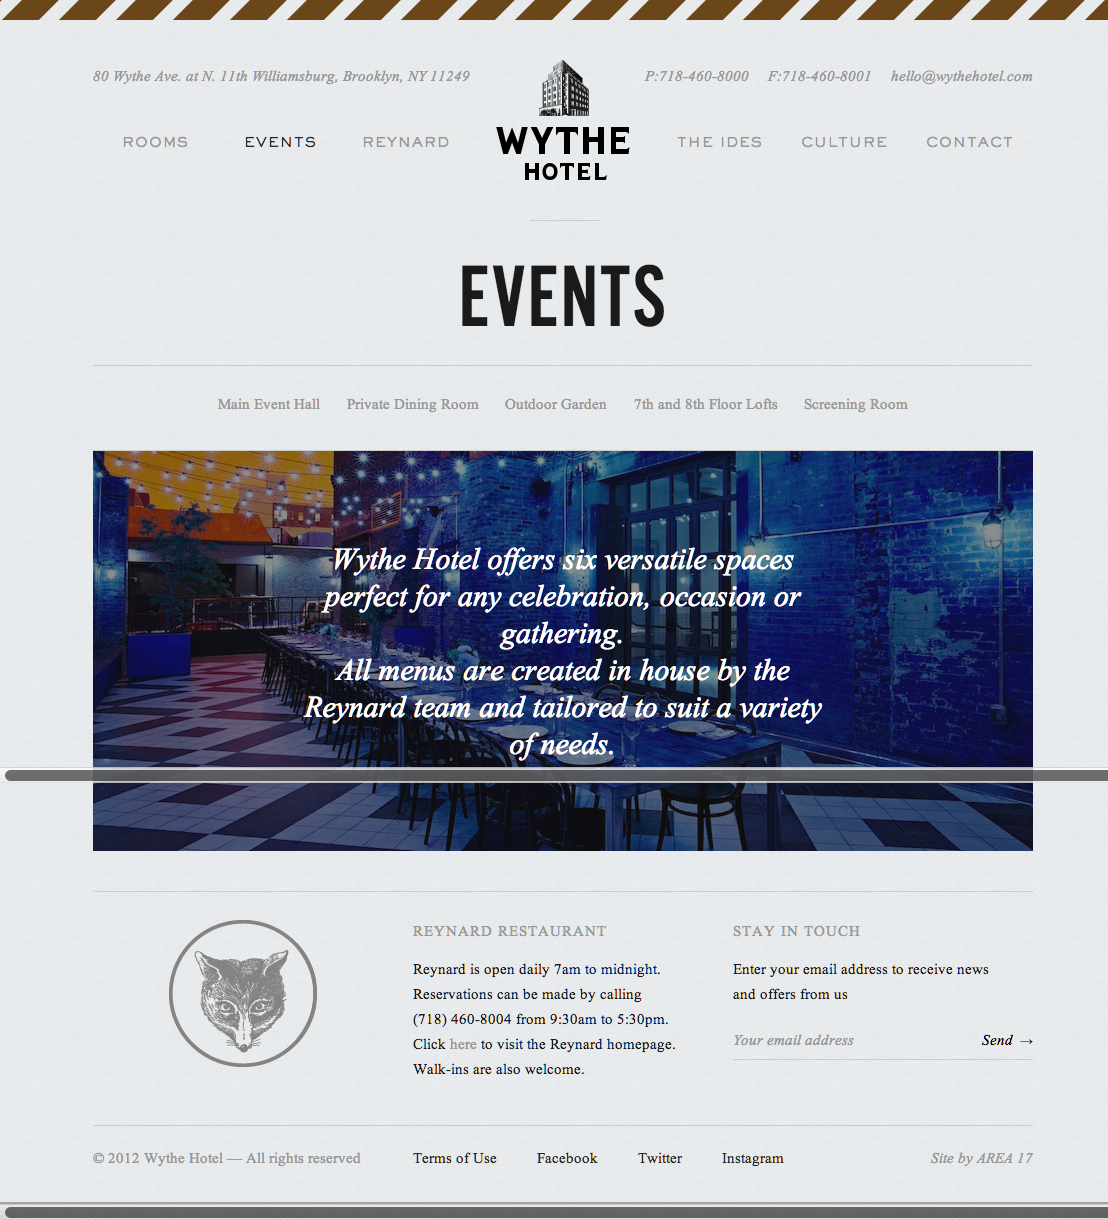 80 Wythe Ave. at N. 11th Williamsburg, Brooklyn, NY 11249
P:718-460-8000 F:718-460-8001 hello@wythehotel.com
ROOMS EVENTS REYNARD
WYTHE
HOTEL
THE IDES CULTURE CONTACT
EVENTS
Main Event Hall Private Dining Room Outdoor Garden 7th and 8th Floor Lofts Screening Room
Wythe Hotel offers six versatile spaces
perfect for any celebration, occasion or
gathering.
All menus are created in house by the
Reynard team and tailored to suit a variety
of needs.
REYNARD RESTAURANT
Reynard is open daily 7am to midnight.
Reservations can be made by calling
(718) 460-8004 from 9:30am to 5:30pm.
Click here to visit the Reynard homepage.
Walk-ins are also welcome.
STAY IN TOUCH
Enter your email address to receive news
and offers from us
Your email address Send →
© 2012 Wythe Hotel — All rights reserved
Terms of Use Facebook Twitter Instagram
Site by AREA 17